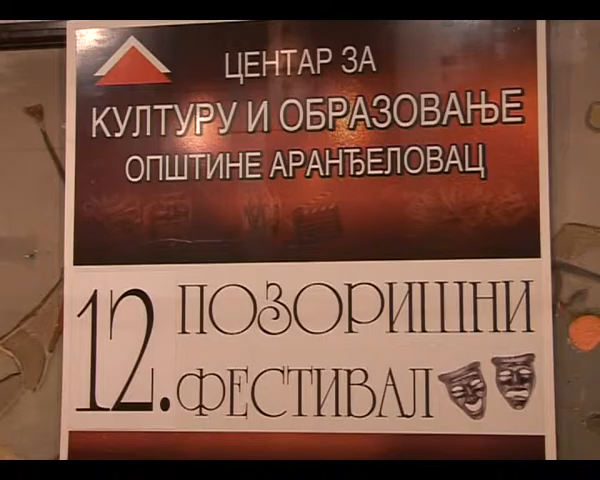 ЦЕНТАР ЗА
КУЛТУРУ И ОБРАЗОВАЊЕ
ОПШТИНЕ АРАНЂЕЛОВАЦ
12. ПОЗОРИШНИ
ФЕСТИВАЛ